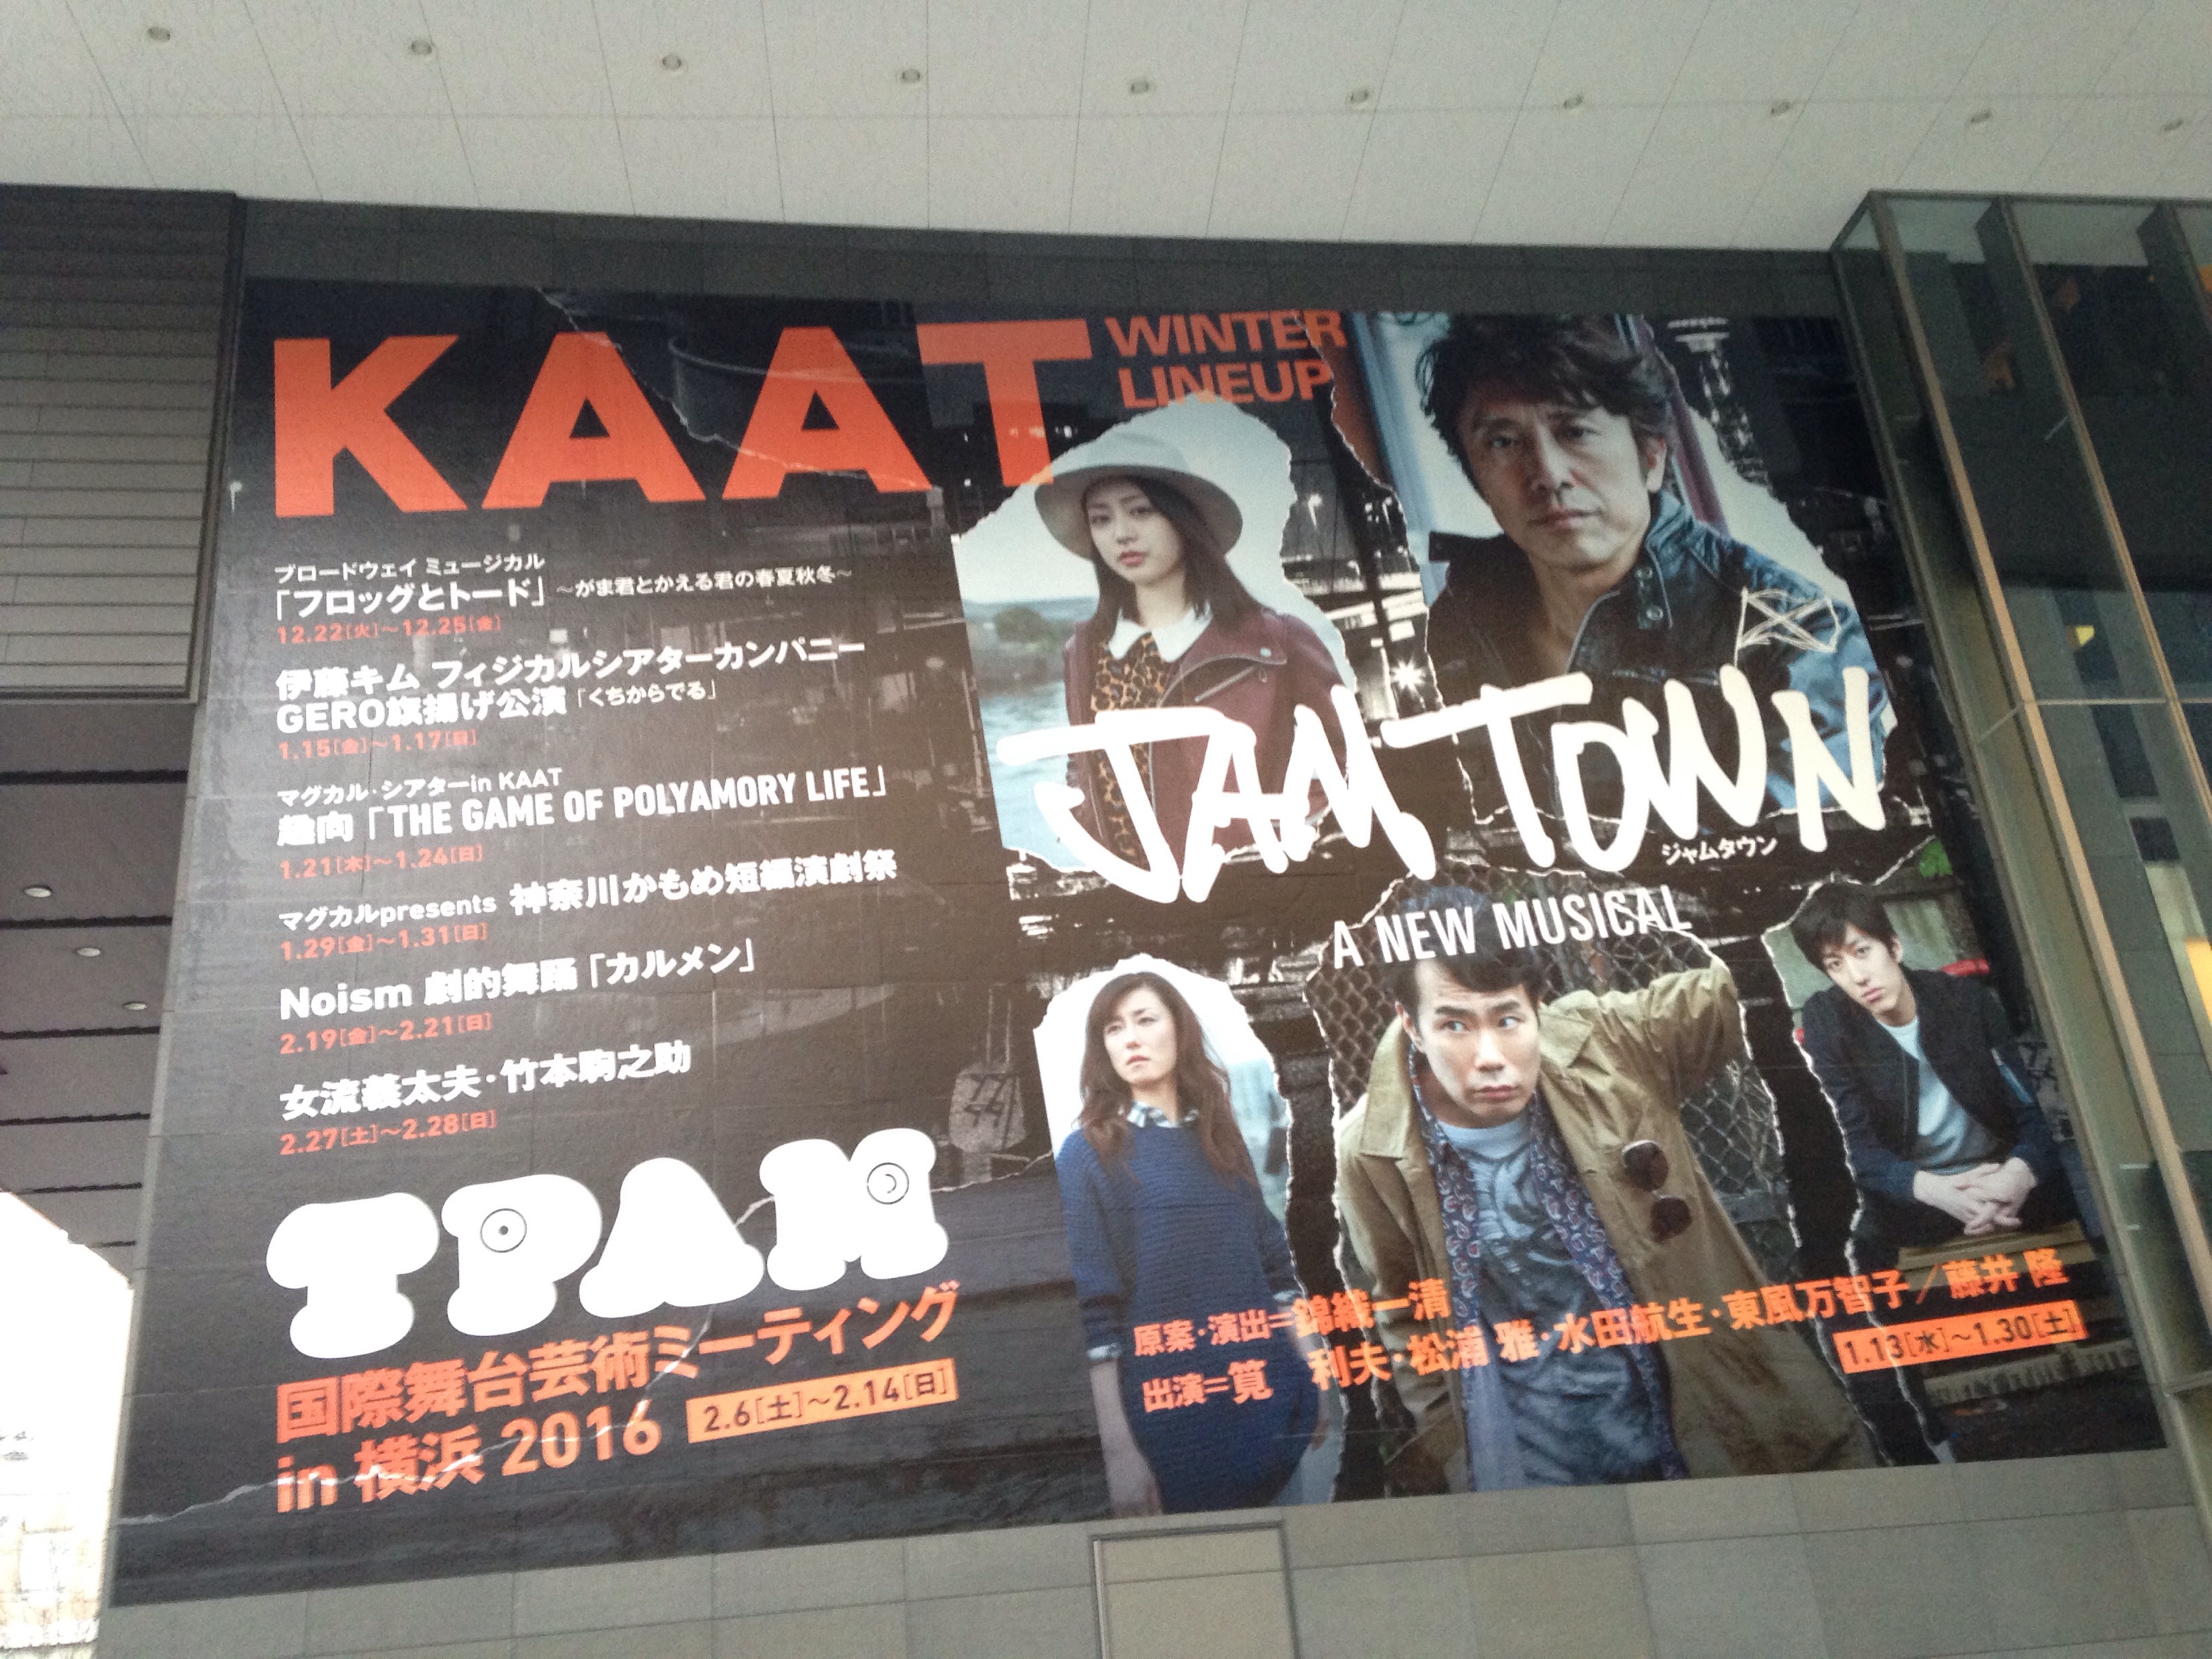 KAAT
WINTER
LINEUP
ブロードウェイ ミュージカル
「フロッグとトード」~がま君とかえる君の春夏秋冬~
12.22[火]~12.25[金]
伊藤キム フィジカルシアターカンパニー
GERO旗揚げ公演「くちからでる」
1.15[金]~1.17[日]
マグカル・シアターin KAAT
趣向「THE GAME OF POLYAMORY LIFE」
1.21[木]~1.24[日]
マグカルpresents 神奈川かもめ短編演劇祭
1.29[金]~1.31[日]
Noism 劇的舞踊「カルメン」
2.19[金]~2.21[日]
女流義太夫・竹本駒之助
2.27[土]~2.28[日]
TPAM
国際舞台芸術ミーティング
in 横浜 2016 2.6[土]~2.14[日]
JAM TOWN
ジャムタウン
A NEW MUSICAL
原案・演出=錦織一清
出演=筧 利夫・松浦 雅・水田航生・東風万智子/藤井 隆
1.13[水]~1.30[土]